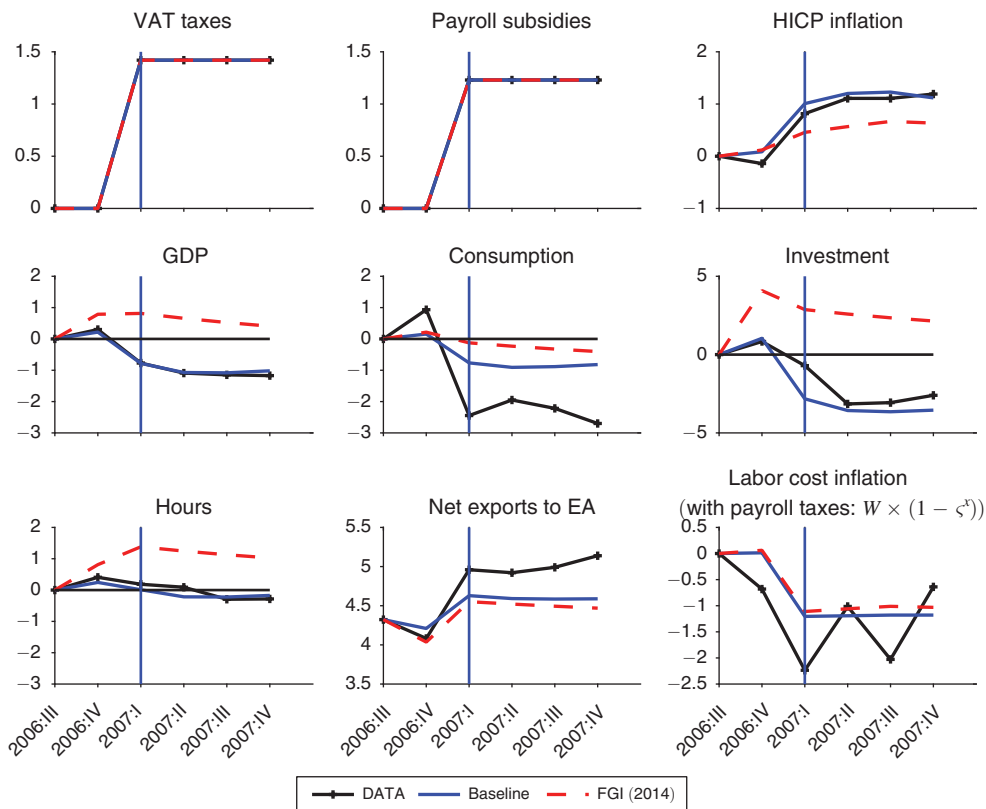 VAT taxes
Payroll subsidies
HICP inflation
1.5
1
0.5
0
1.5
1
0.5
0
2
1
0
−1
GDP
Consumption
Investment
2
1
0
−1
−2
−3
2
1
0
−1
−2
−3
5
0
−5
Hours
Net exports to EA
Labor cost inflation
(with payroll taxes: W × (1 − ς^x))
2
1
0
−1
−2
−3
5.5
5
4.5
4
3.5
0.5
0
−0.5
−1
−1.5
−2
−2.5
2006:III
2006:IV
2007:I
2007:II
2007:III
2007:IV
2006:III
2006:IV
2007:I
2007:II
2007:III
2007:IV
2006:III
2006:IV
2007:I
2007:II
2007:III
2007:IV
DATA
Baseline
FGI (2014)